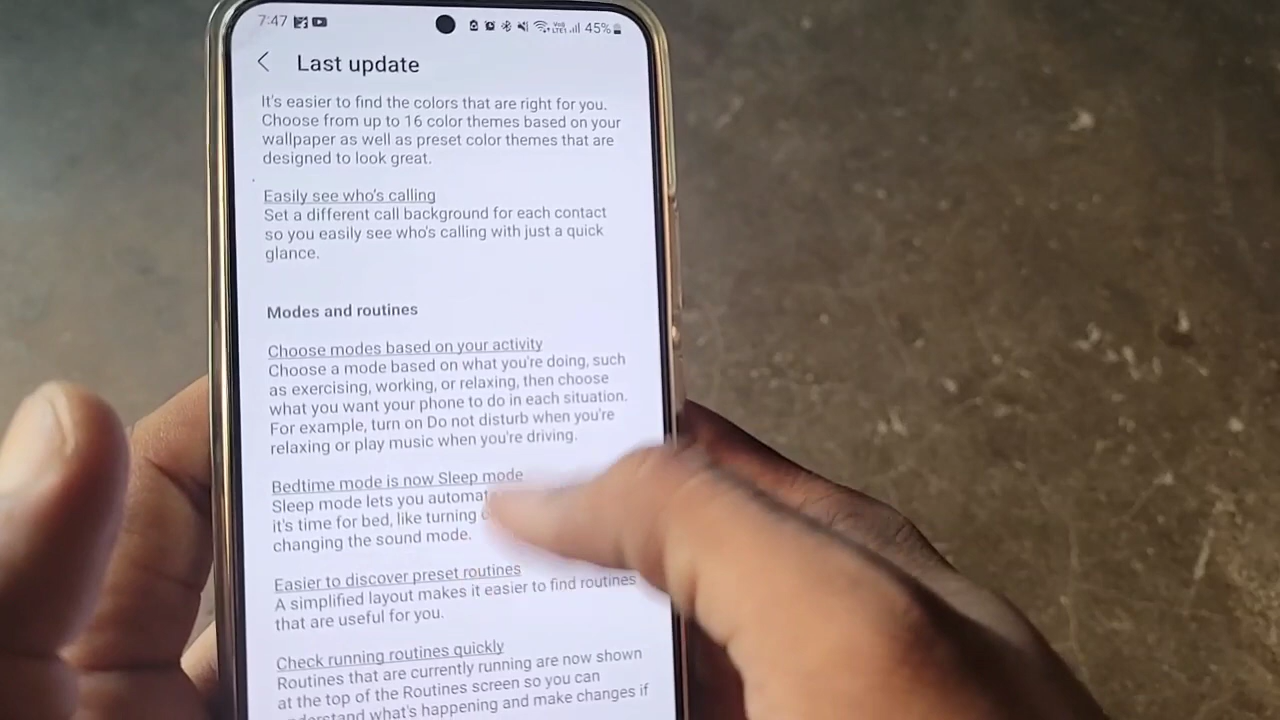 7:47 45%
Last update
It's easier to find the colors that are right for you.
Choose from up to 16 color themes based on your
wallpaper as well as preset color themes that are
designed to look great.
Easily see who's calling
Set a different call background for each contact
so you easily see who's calling with just a quick
glance.
Modes and routines
Choose modes based on your activity
Choose a mode based on what you're doing, such
as exercising, working, or relaxing, then choose
what you want your phone to do in each situation.
For example, turn on Do not disturb when you're
relaxing or play music when you're driving.
Bedtime mode is now Sleep mode
Sleep mode lets you
it's time for bed, like turning
changing the sound mode.
Easier to discover preset routines
A simplified layout makes it easier to find routines
that are useful for you.
Check running routines quickly
Routines that are currently running are now shown
at the top of the Routines screen so you can
understand what's happening and make changes if